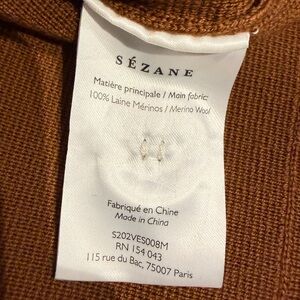 SÉZANE
Matière principale / Main fabric:
100% Laine Mérinos / Merino Wool
Fabriqué en Chine
Made in China
S202VES008M
RN 154 043
115 rue du Bac, 75007 Paris